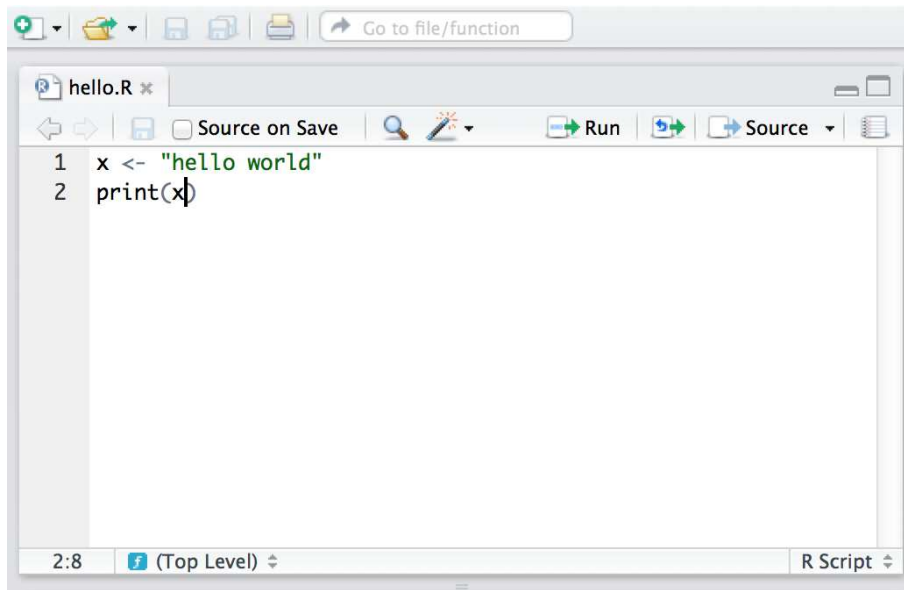 Go to file/function
hello.R
Source on Save Run Source
1 x <- "hello world"
2 print(x)
2:8 (Top Level) R Script